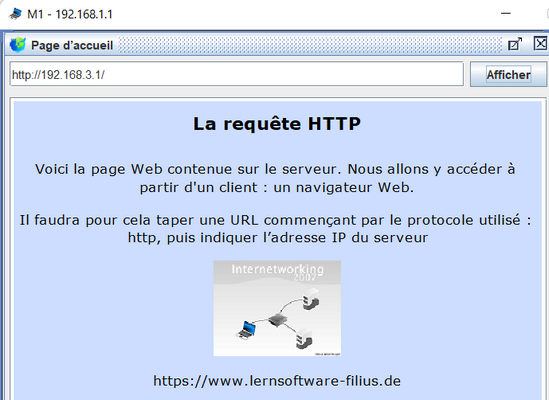 M1 - 192.168.1.1
Page d'accueil
http://192.168.3.1/
Afficher
La requête HTTP
Voici la page Web contenue sur le serveur. Nous allons y accéder à
partir d'un client : un navigateur Web.
Il faudra pour cela taper une URL commençant par le protocole utilisé :
http, puis indiquer l’adresse IP du serveur
Internetworking
2007
https://www.lernsoftware-filius.de